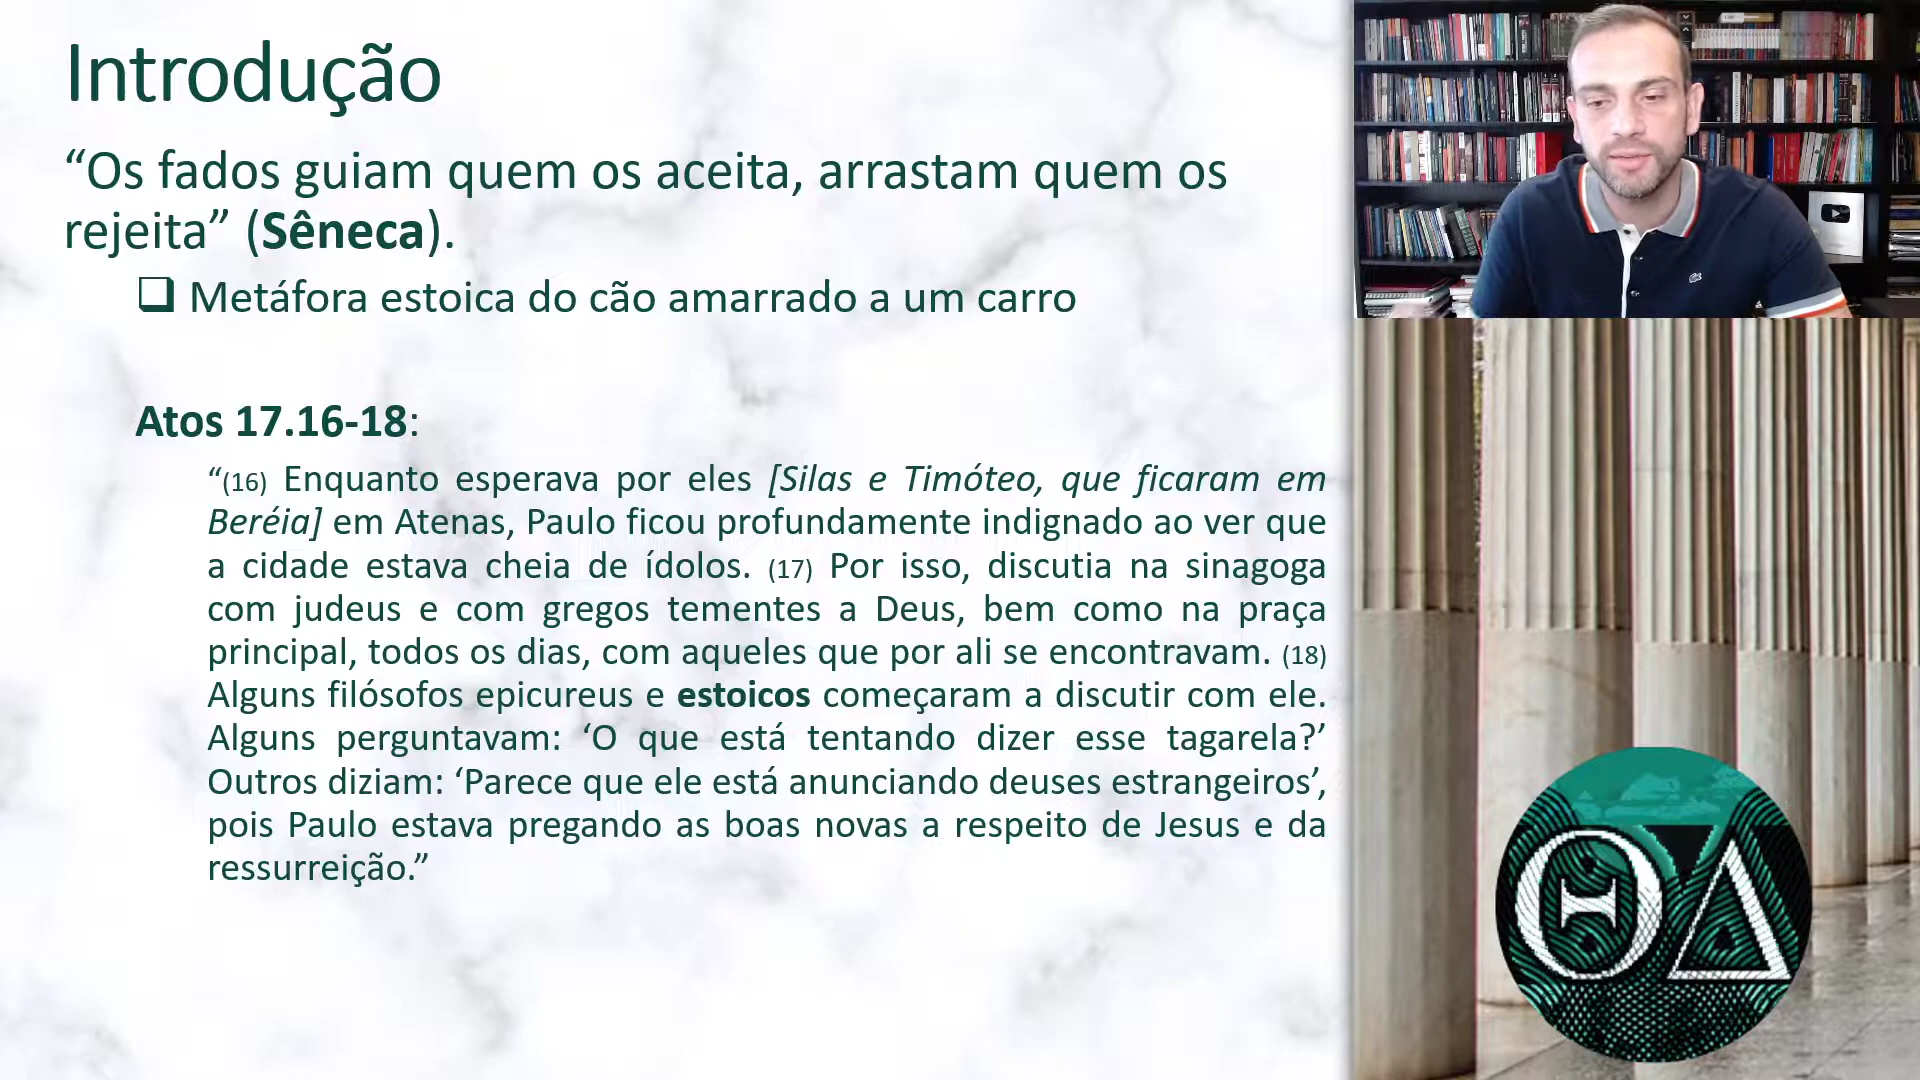 Introdução
“Os fados guiam quem os aceita, arrastam quem os
rejeita” (Sêneca).
❑ Metáfora estoica do cão amarrado a um carro
Atos 17.16-18:
“(16) Enquanto esperava por eles [Silas e Timóteo, que ficaram em
Beréia] em Atenas, Paulo ficou profundamente indignado ao ver que
a cidade estava cheia de ídolos. (17) Por isso, discutia na sinagoga
com judeus e com gregos tementes a Deus, bem como na praça
principal, todos os dias, com aqueles que por ali se encontravam. (18)
Alguns filósofos epicureus e estoicos começaram a discutir com ele.
Alguns perguntavam: ‘O que está tentando dizer esse tagarela?’
Outros diziam: ‘Parece que ele está anunciando deuses estrangeiros’,
pois Paulo estava pregando as boas novas a respeito de Jesus e da
ressurreição.”
ΘΔ